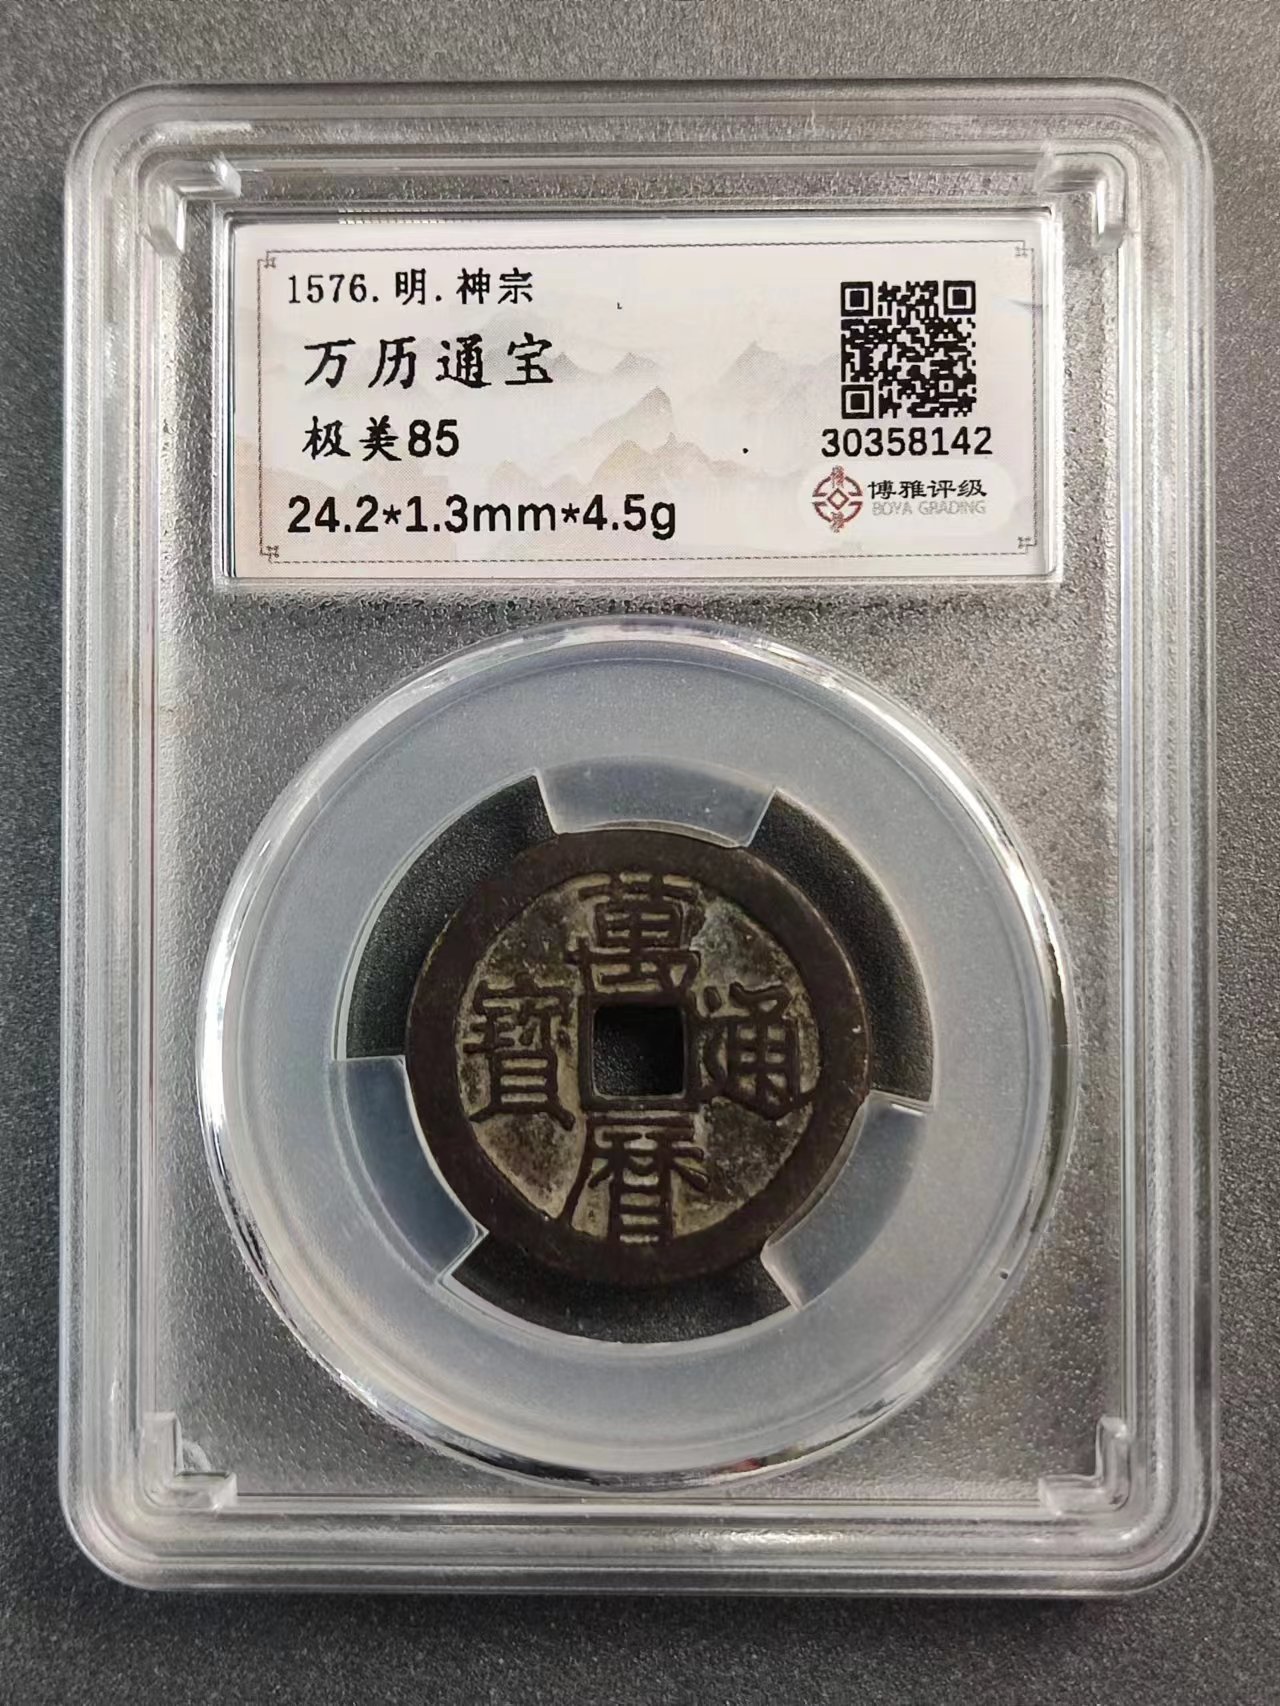 1576.明.神宗
万历通宝
极美85
24.2*1.3mm*4.5g
30358142
博雅评级
BOYA GRADING
萬
寶 通
曆